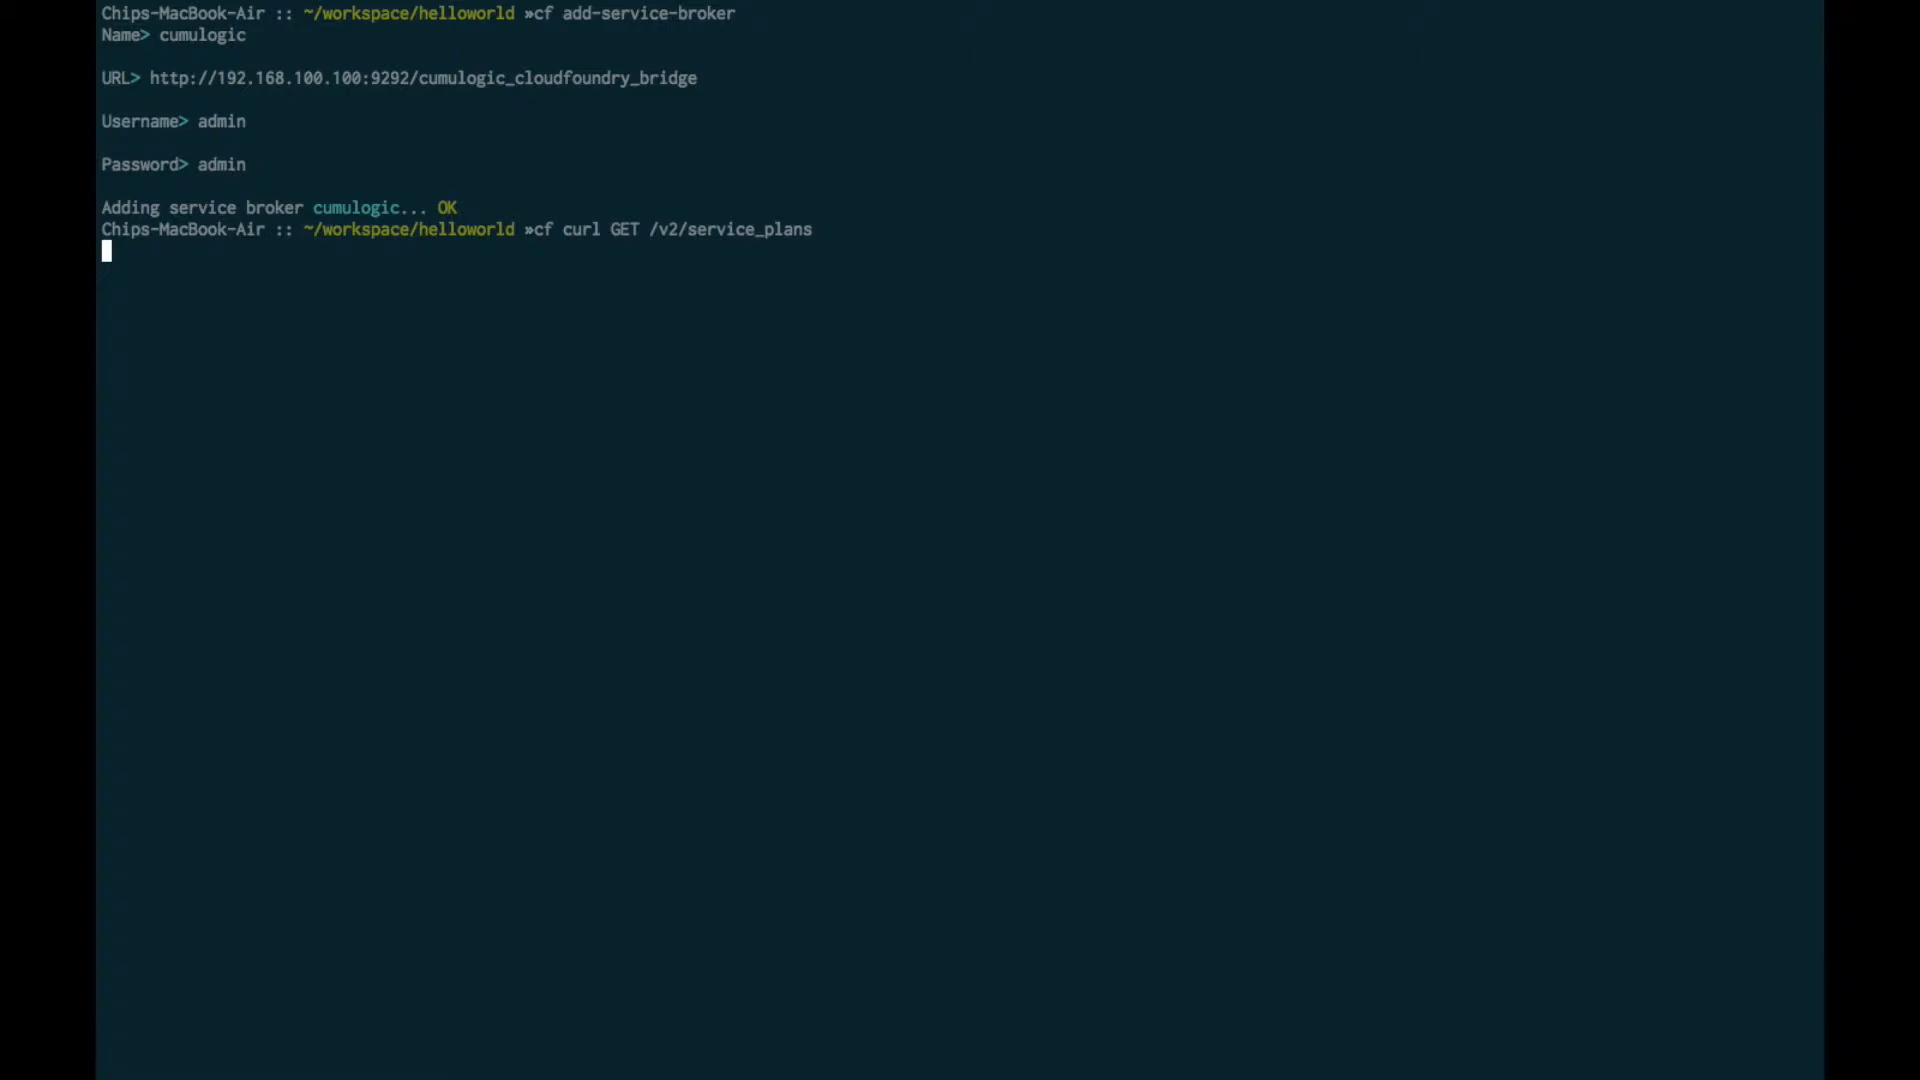 Chips-MacBook-Air :: ~/workspace/helloworld »cf add-service-broker
Name> cumulogic
URL> http://192.168.100.100:9292/cumulogic_cloudfoundry_bridge
Username> admin
Password> admin
Adding service broker cumulogic... OK
Chips-MacBook-Air :: ~/workspace/helloworld »cf curl GET /v2/service_plans